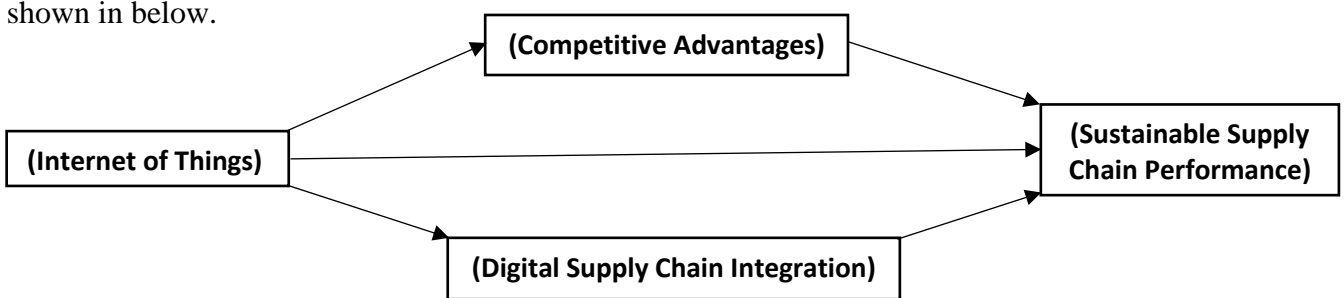 shown in below.
(Competitive Advantages)
(Internet of Things)
(Sustainable Supply
Chain Performance)
(Digital Supply Chain Integration)